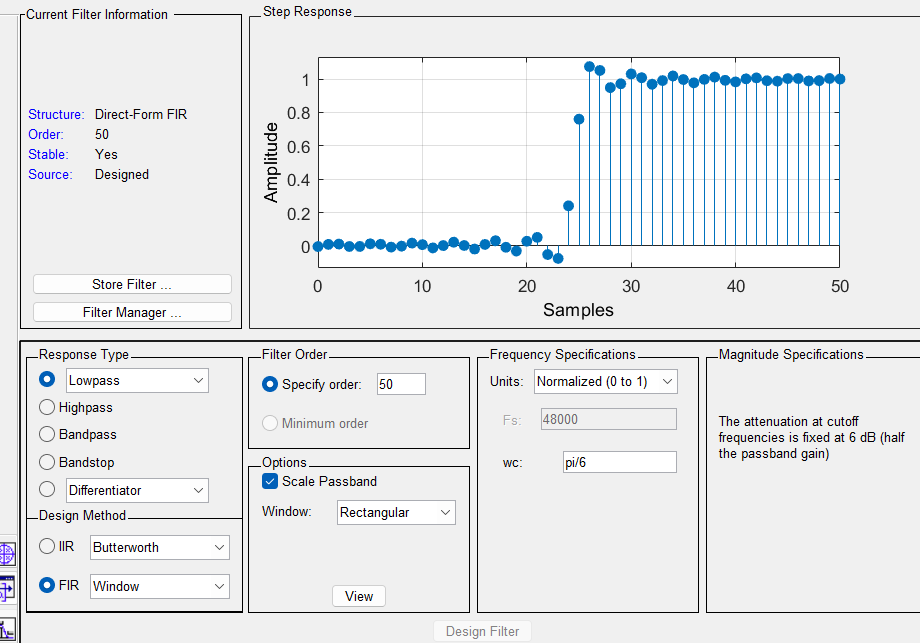 Current Filter Information
Structure: Direct-Form FIR
Order: 50
Stable: Yes
Source: Designed
Store Filter ...
Filter Manager ...
Step Response
Amplitude
1
0.8
0.6
0.4
0.2
0
0 10 20 30 40 50
Samples
Response Type
Lowpass
Highpass
Bandpass
Bandstop
Differentiator
Design Method
IIR Butterworth
FIR Window
Filter Order
Specify order: 50
Minimum order
Options
Scale Passband
Window: Rectangular
View
Frequency Specifications
Units: Normalized (0 to 1)
Fs: 48000
wc: pi/6
Magnitude Specifications
The attenuation at cutoff
frequencies is fixed at 6 dB (half
the passband gain)
Design Filter